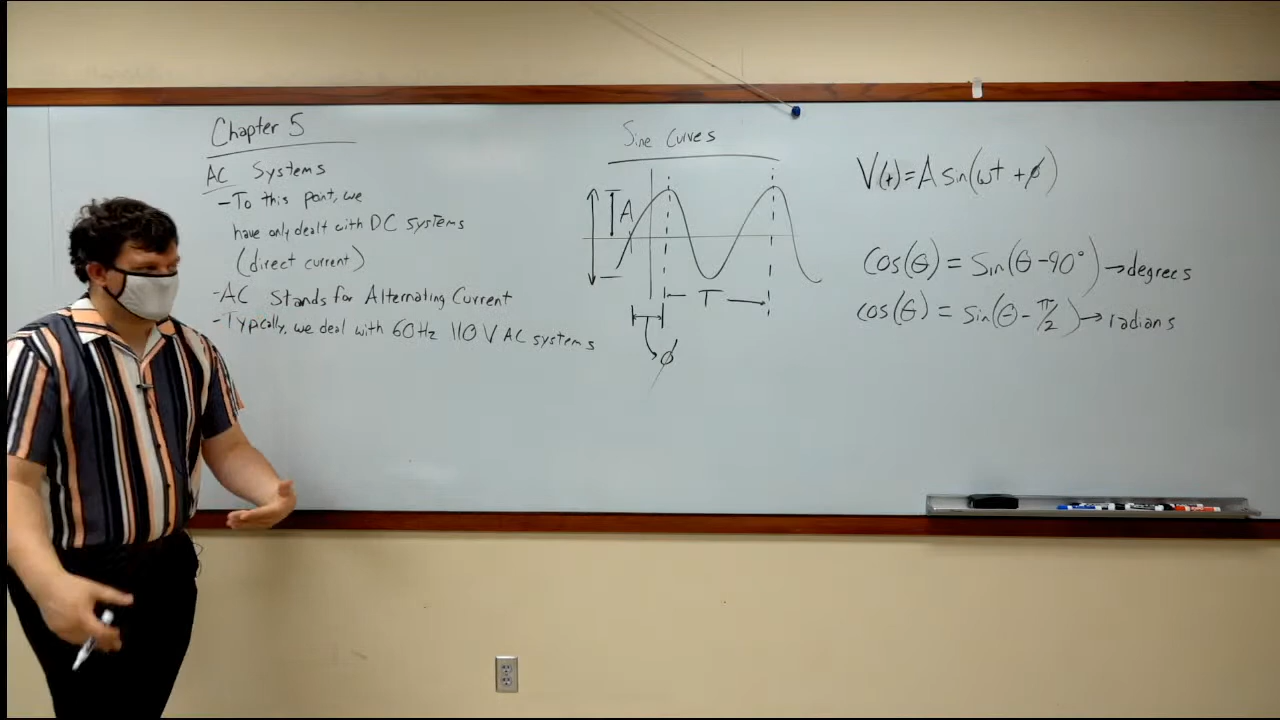 Chapter 5
AC Systems
- To this point, we
have only dealt with DC systems
(direct current)
- AC Stands for Alternating Current
- Typically, we deal with 60Hz 110 V AC systems
Sine Curves
A
T
ϕ
V(t) = A sin(ωt + ϕ)
Cos(θ) = Sin(θ - 90°) → degrees
cos(θ) = sin(θ - π/2) → radians